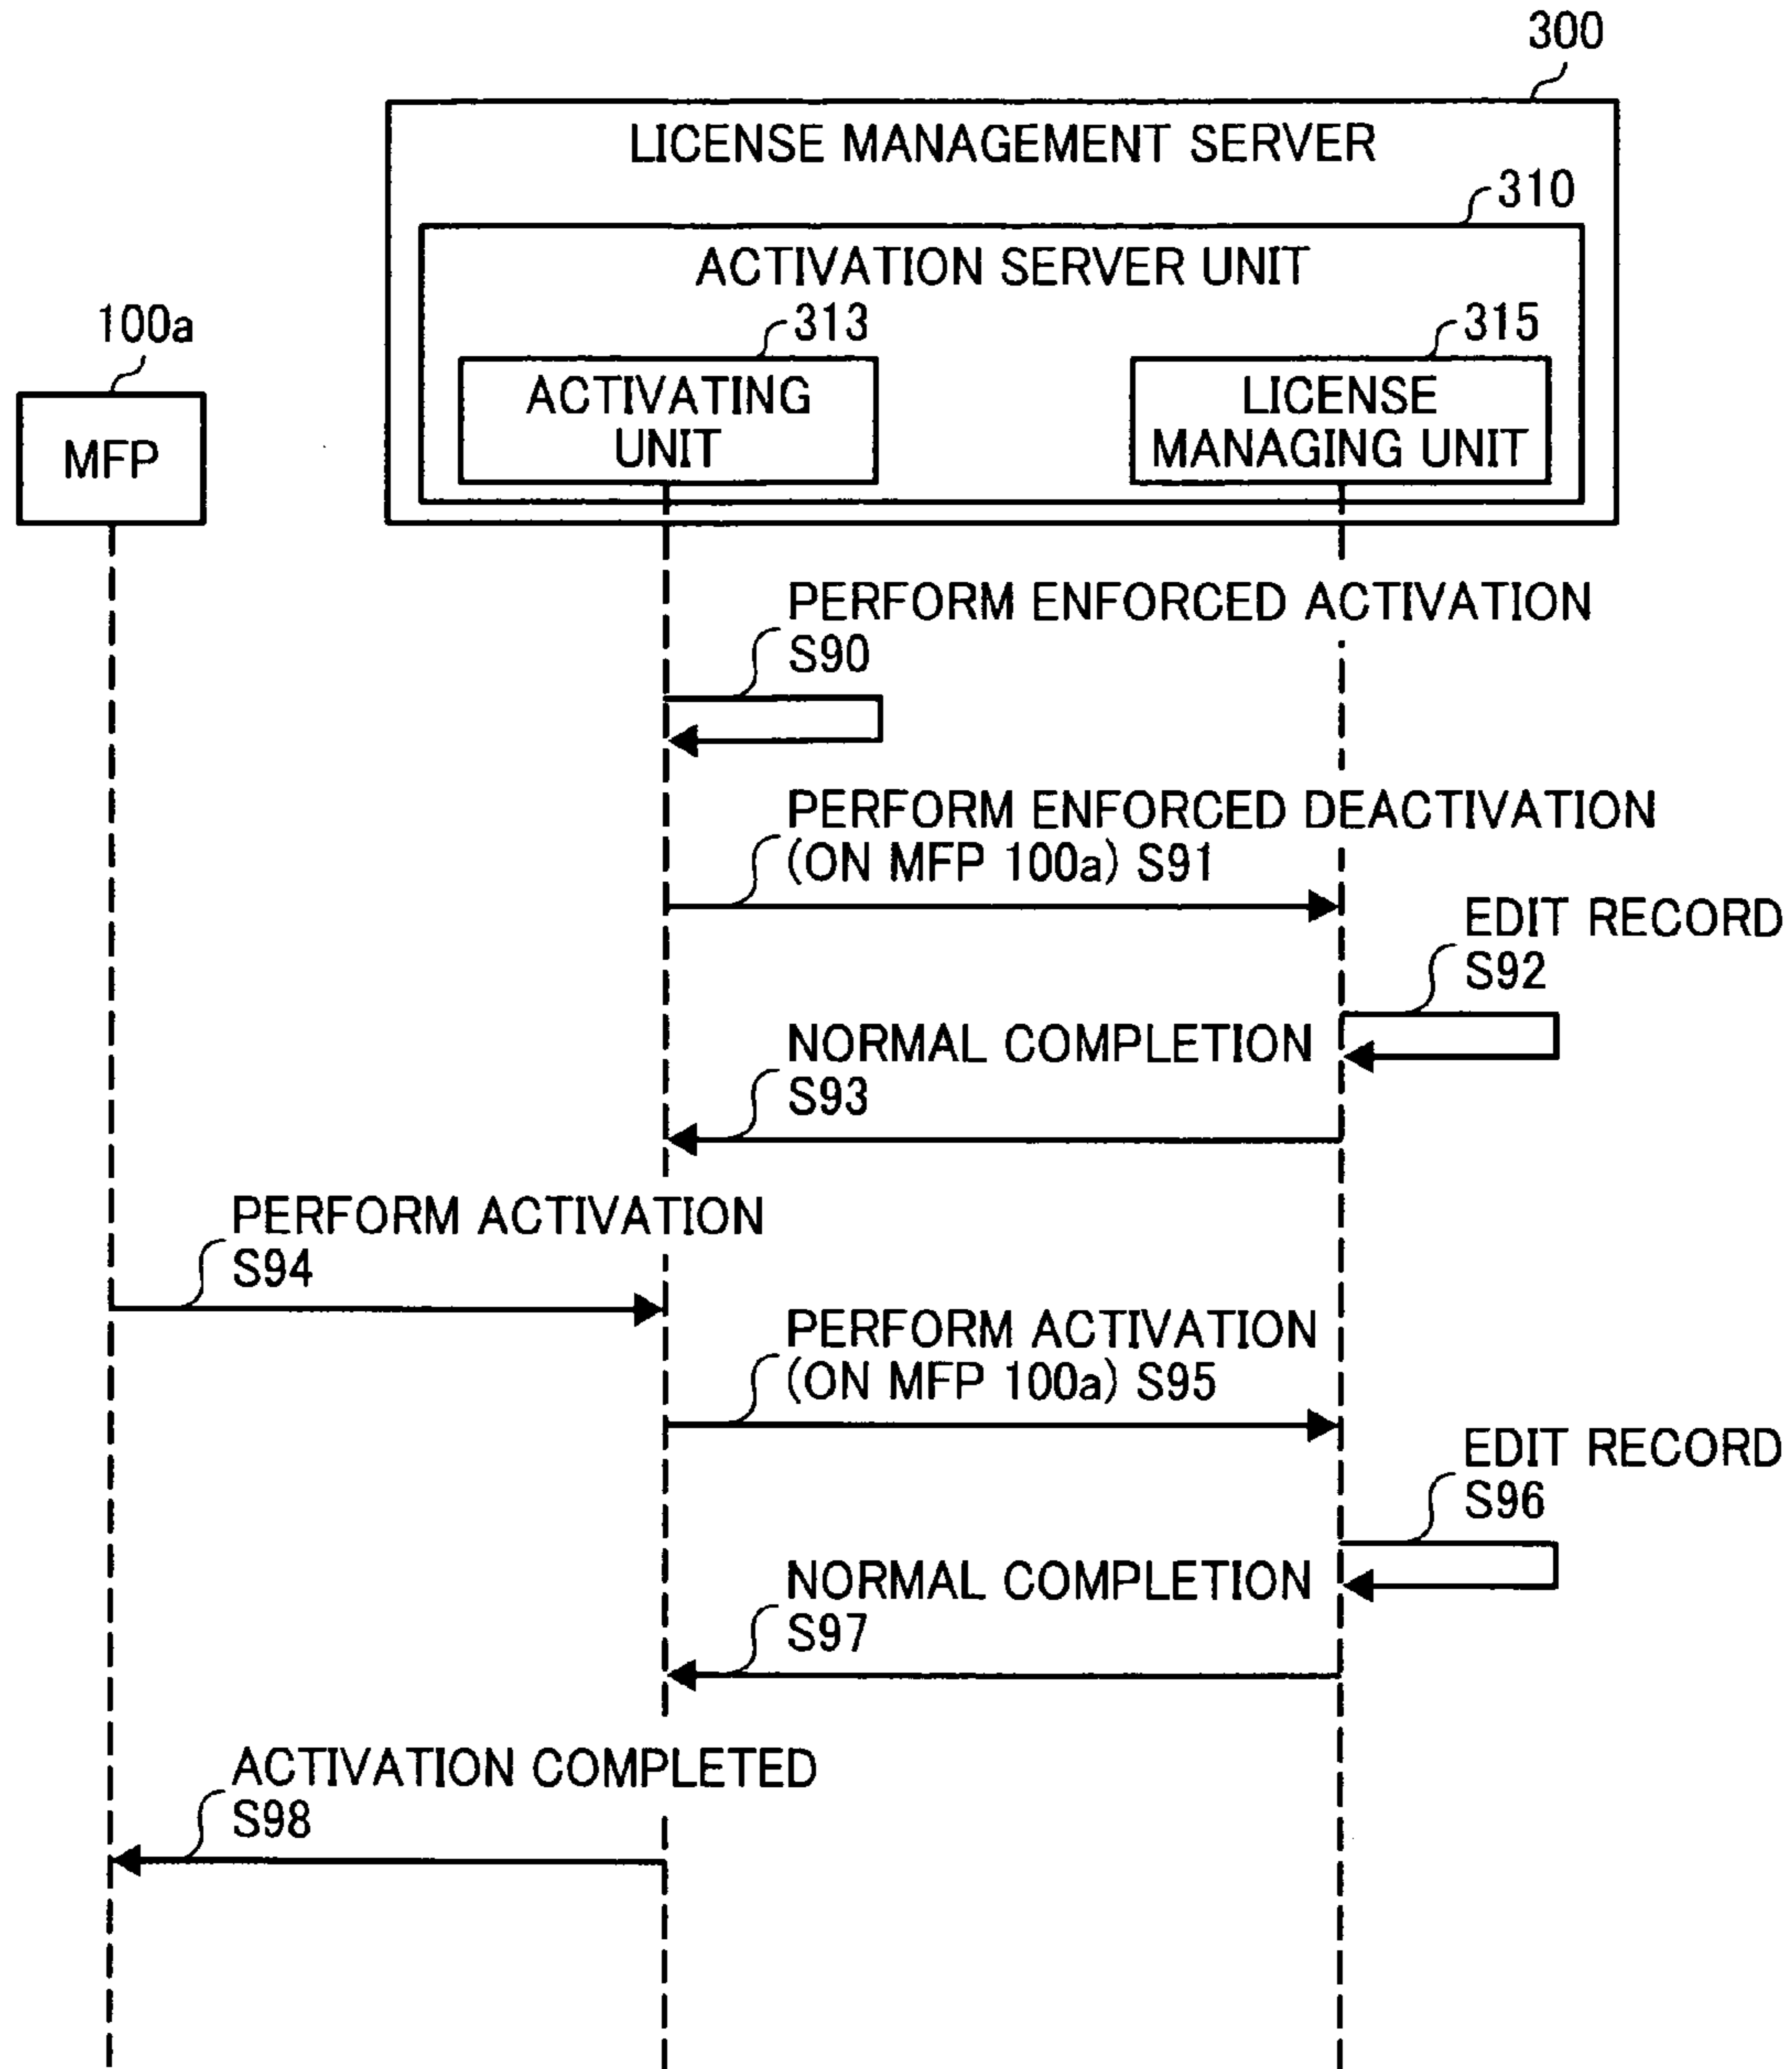 300
LICENSE MANAGEMENT SERVER
310
ACTIVATION SERVER UNIT
100a
313
315
MFP
ACTIVATING
UNIT
LICENSE
MANAGING UNIT
PERFORM ENFORCED ACTIVATION
S90
PERFORM ENFORCED DEACTIVATION
(ON MFP 100a) S91
EDIT RECORD
S92
NORMAL COMPLETION
S93
PERFORM ACTIVATION
S94
PERFORM ACTIVATION
(ON MFP 100a) S95
EDIT RECORD
S96
NORMAL COMPLETION
S97
ACTIVATION COMPLETED
S98